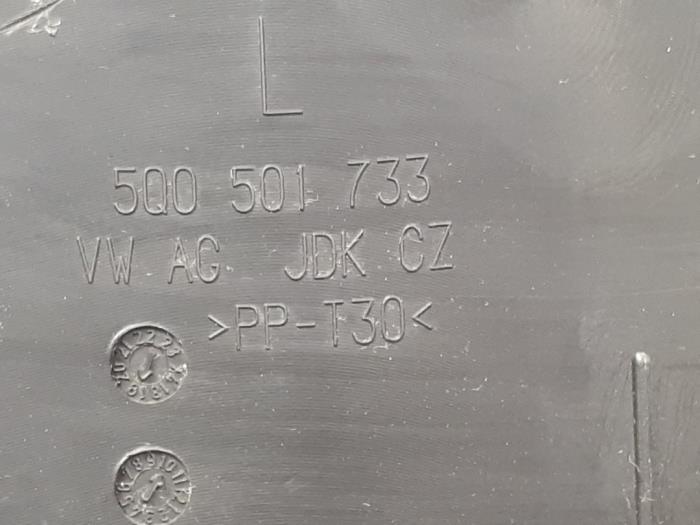 L
5Q0 501 733
VW AG JDK CZ
>PP-T30<